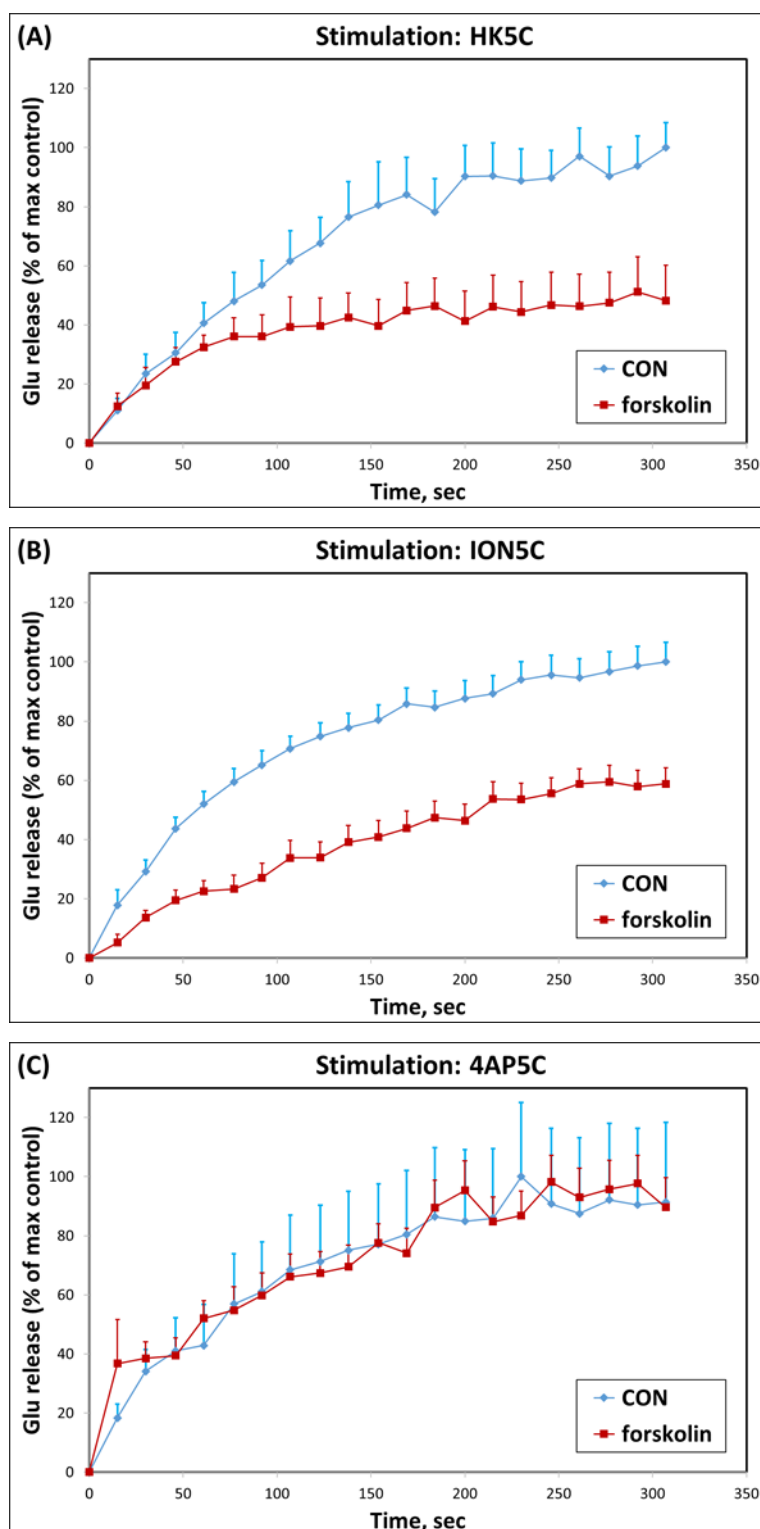 (A) Stimulation: HK5C
Glu release (% of max control)
120
100
80
60
40
20
0
CON
forskolin
0 50 100 150 200 250 300 350
Time, sec
(B) Stimulation: ION5C
Glu release (% of max control)
120
100
80
60
40
20
0
CON
forskolin
0 50 100 150 200 250 300 350
Time, sec
(C) Stimulation: 4AP5C
Glu release (% of max control)
120
100
80
60
40
20
0
CON
forskolin
0 50 100 150 200 250 300 350
Time, sec